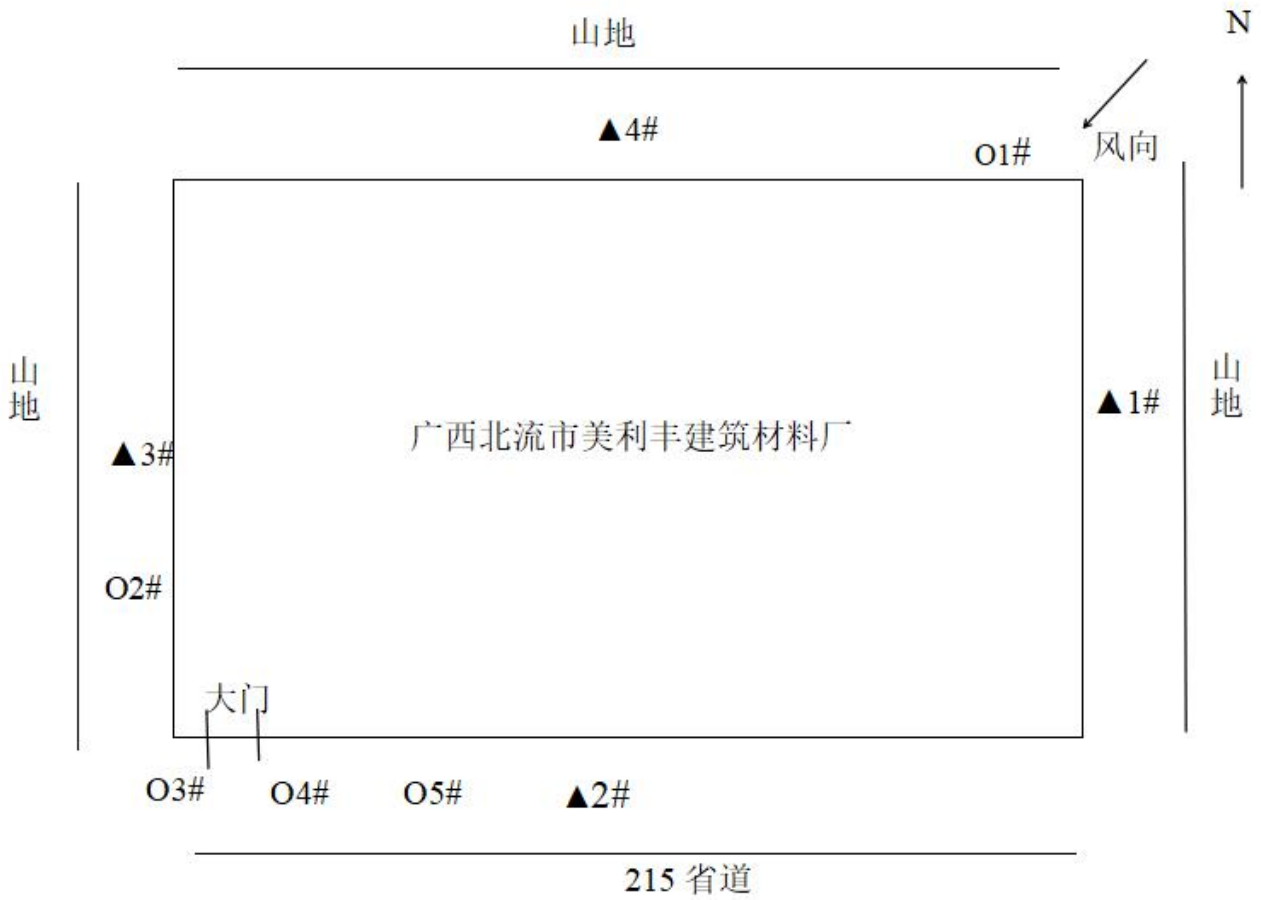 山地
N
▲4#
O1#
风向
山地
▲1#
山地
广西北流市美利丰建筑材料厂
▲3#
O2#
大门
O3#
O4#
O5#
▲2#
215 省道